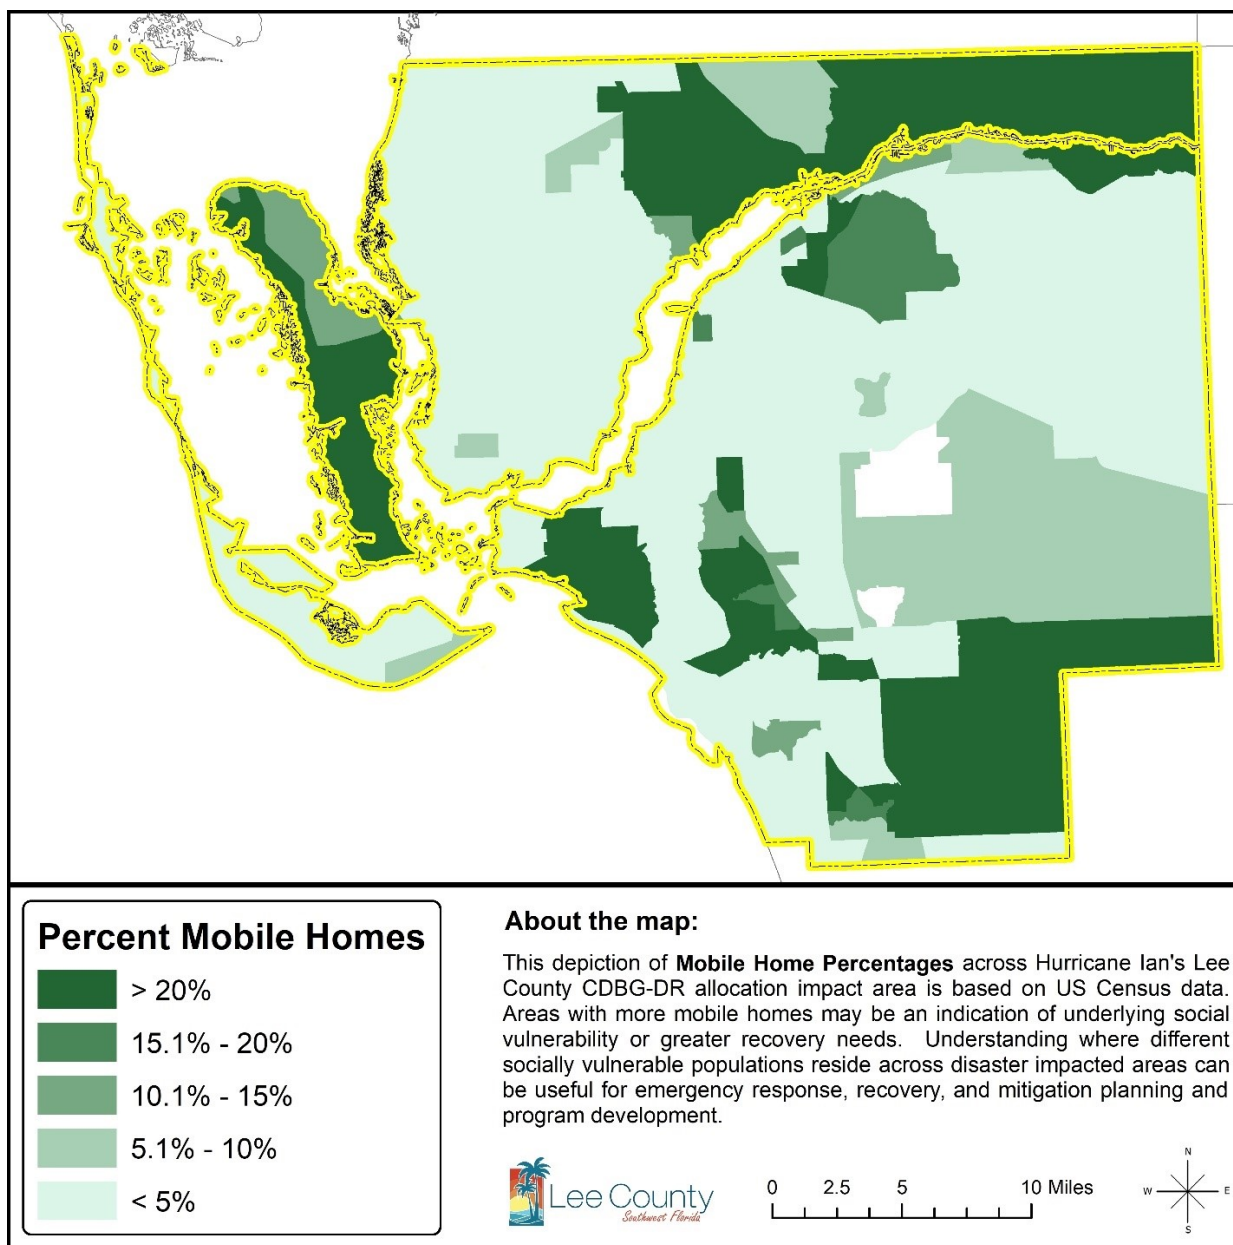 Percent Mobile Homes
> 20%
15.1% - 20%
10.1% - 15%
5.1% - 10%
< 5%
About the map:
This depiction of Mobile Home Percentages across Hurricane Ian's Lee
County CDBG-DR allocation impact area is based on US Census data.
Areas with more mobile homes may be an indication of underlying social
vulnerability or greater recovery needs.  Understanding where different
socially vulnerable populations reside across disaster impacted areas can
be useful for emergency response, recovery, and mitigation planning and
program development.
Lee County
Southwest Florida
0 2.5 5 10 Miles
N
W E
S